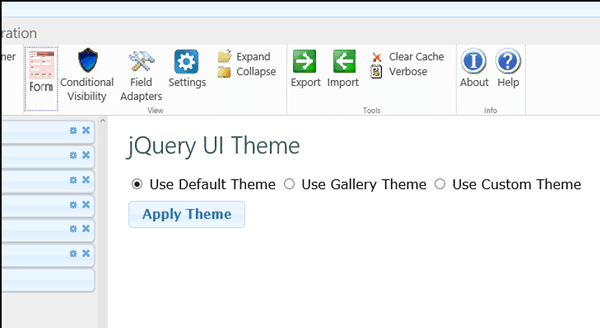 ration
ner
Form
Conditional
Visibility
Field
Adapters
Settings
Expand
Collapse
View
Export
Import
Clear Cache
Verbose
Tools
About
Help
Info
jQuery UI Theme
Use Default Theme Use Gallery Theme Use Custom Theme
Apply Theme